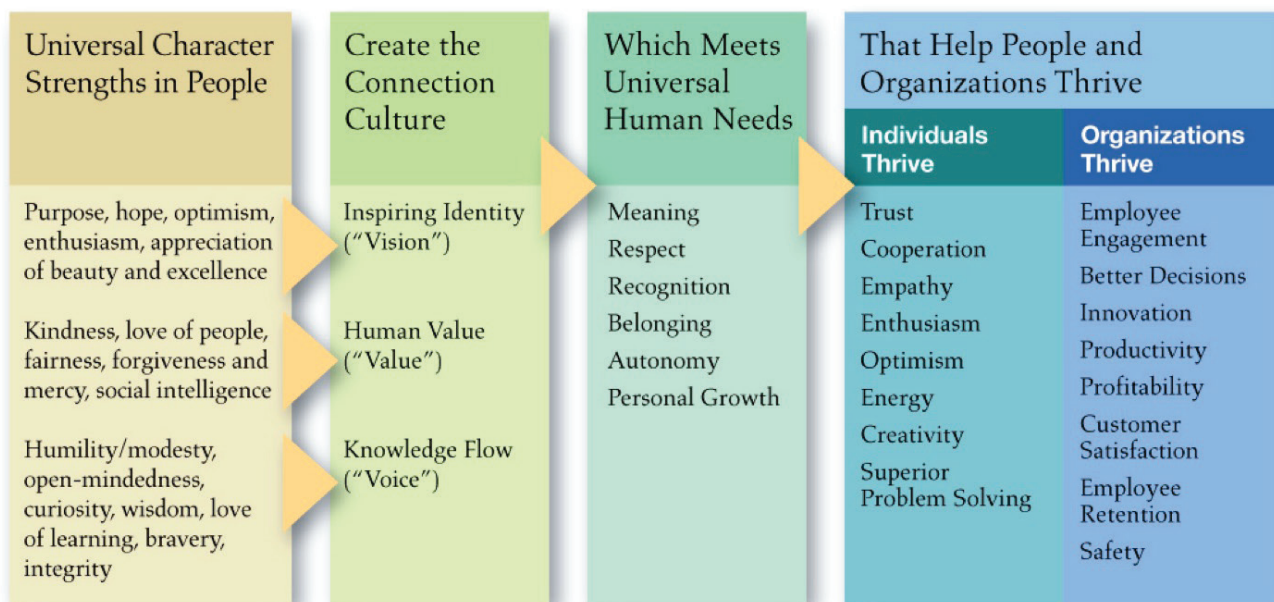 Universal Character
Strengths in People
Purpose, hope, optimism,
enthusiasm, appreciation
of beauty and excellence
Kindness, love of people,
fairness, forgiveness and
mercy, social intelligence
Humility/modesty,
open-mindedness,
curiosity, wisdom, love
of learning, bravery,
integrity
Create the
Connection
Culture
Inspiring Identity
(“Vision”)
Human Value
(“Value”)
Knowledge Flow
(“Voice”)
Which Meets
Universal
Human Needs
Meaning
Respect
Recognition
Belonging
Autonomy
Personal Growth
That Help People and
Organizations Thrive
Individuals
Thrive
Trust
Cooperation
Empathy
Enthusiasm
Optimism
Energy
Creativity
Superior
Problem Solving
Organizations
Thrive
Employee
Engagement
Better Decisions
Innovation
Productivity
Profitability
Customer
Satisfaction
Employee
Retention
Safety